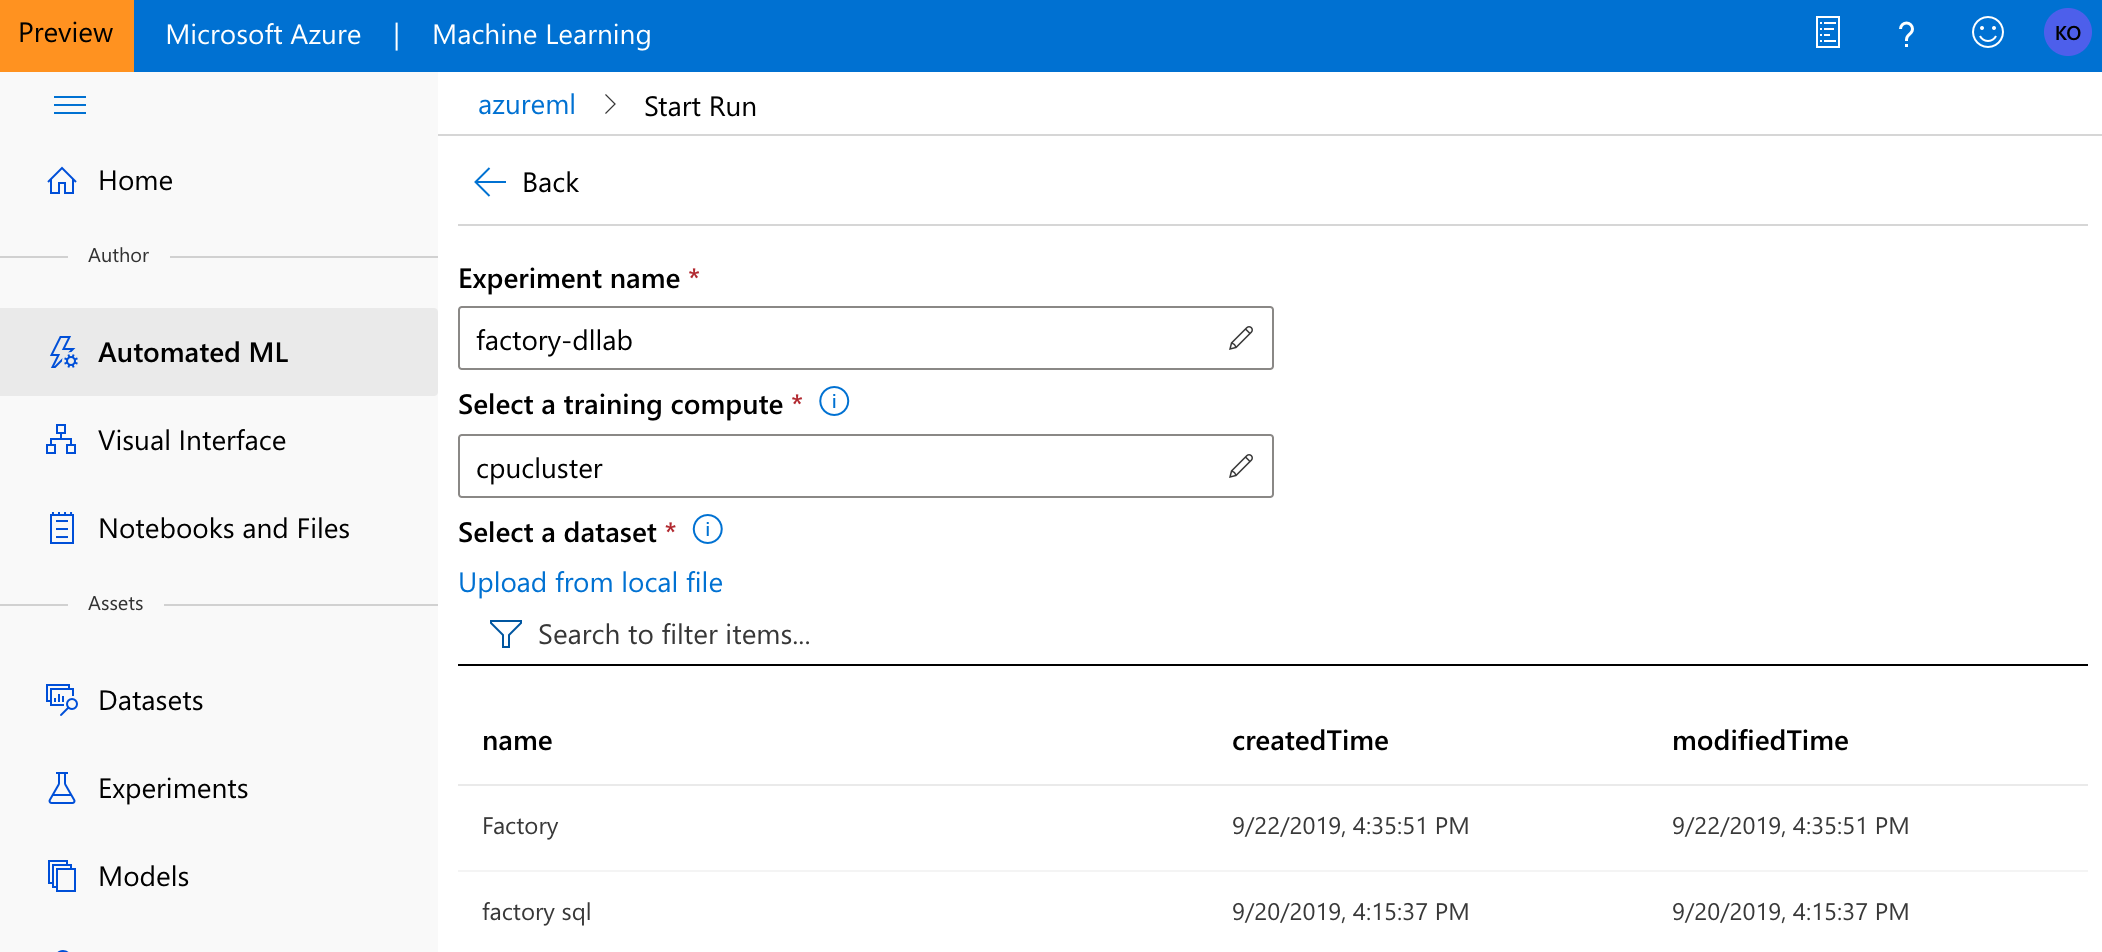 Preview
Microsoft Azure | Machine Learning
?
KO
azureml > Start Run
Home
Back
Author
Experiment name *
factory-dllab
Automated ML
Select a training compute * i
Visual Interface
cpucluster
Notebooks and Files
Select a dataset * i
Upload from local file
Assets
Search to filter items...
Datasets
name createdTime modifiedTime
Experiments
Factory 9/22/2019, 4:35:51 PM 9/22/2019, 4:35:51 PM
Models
factory sql 9/20/2019, 4:15:37 PM 9/20/2019, 4:15:37 PM